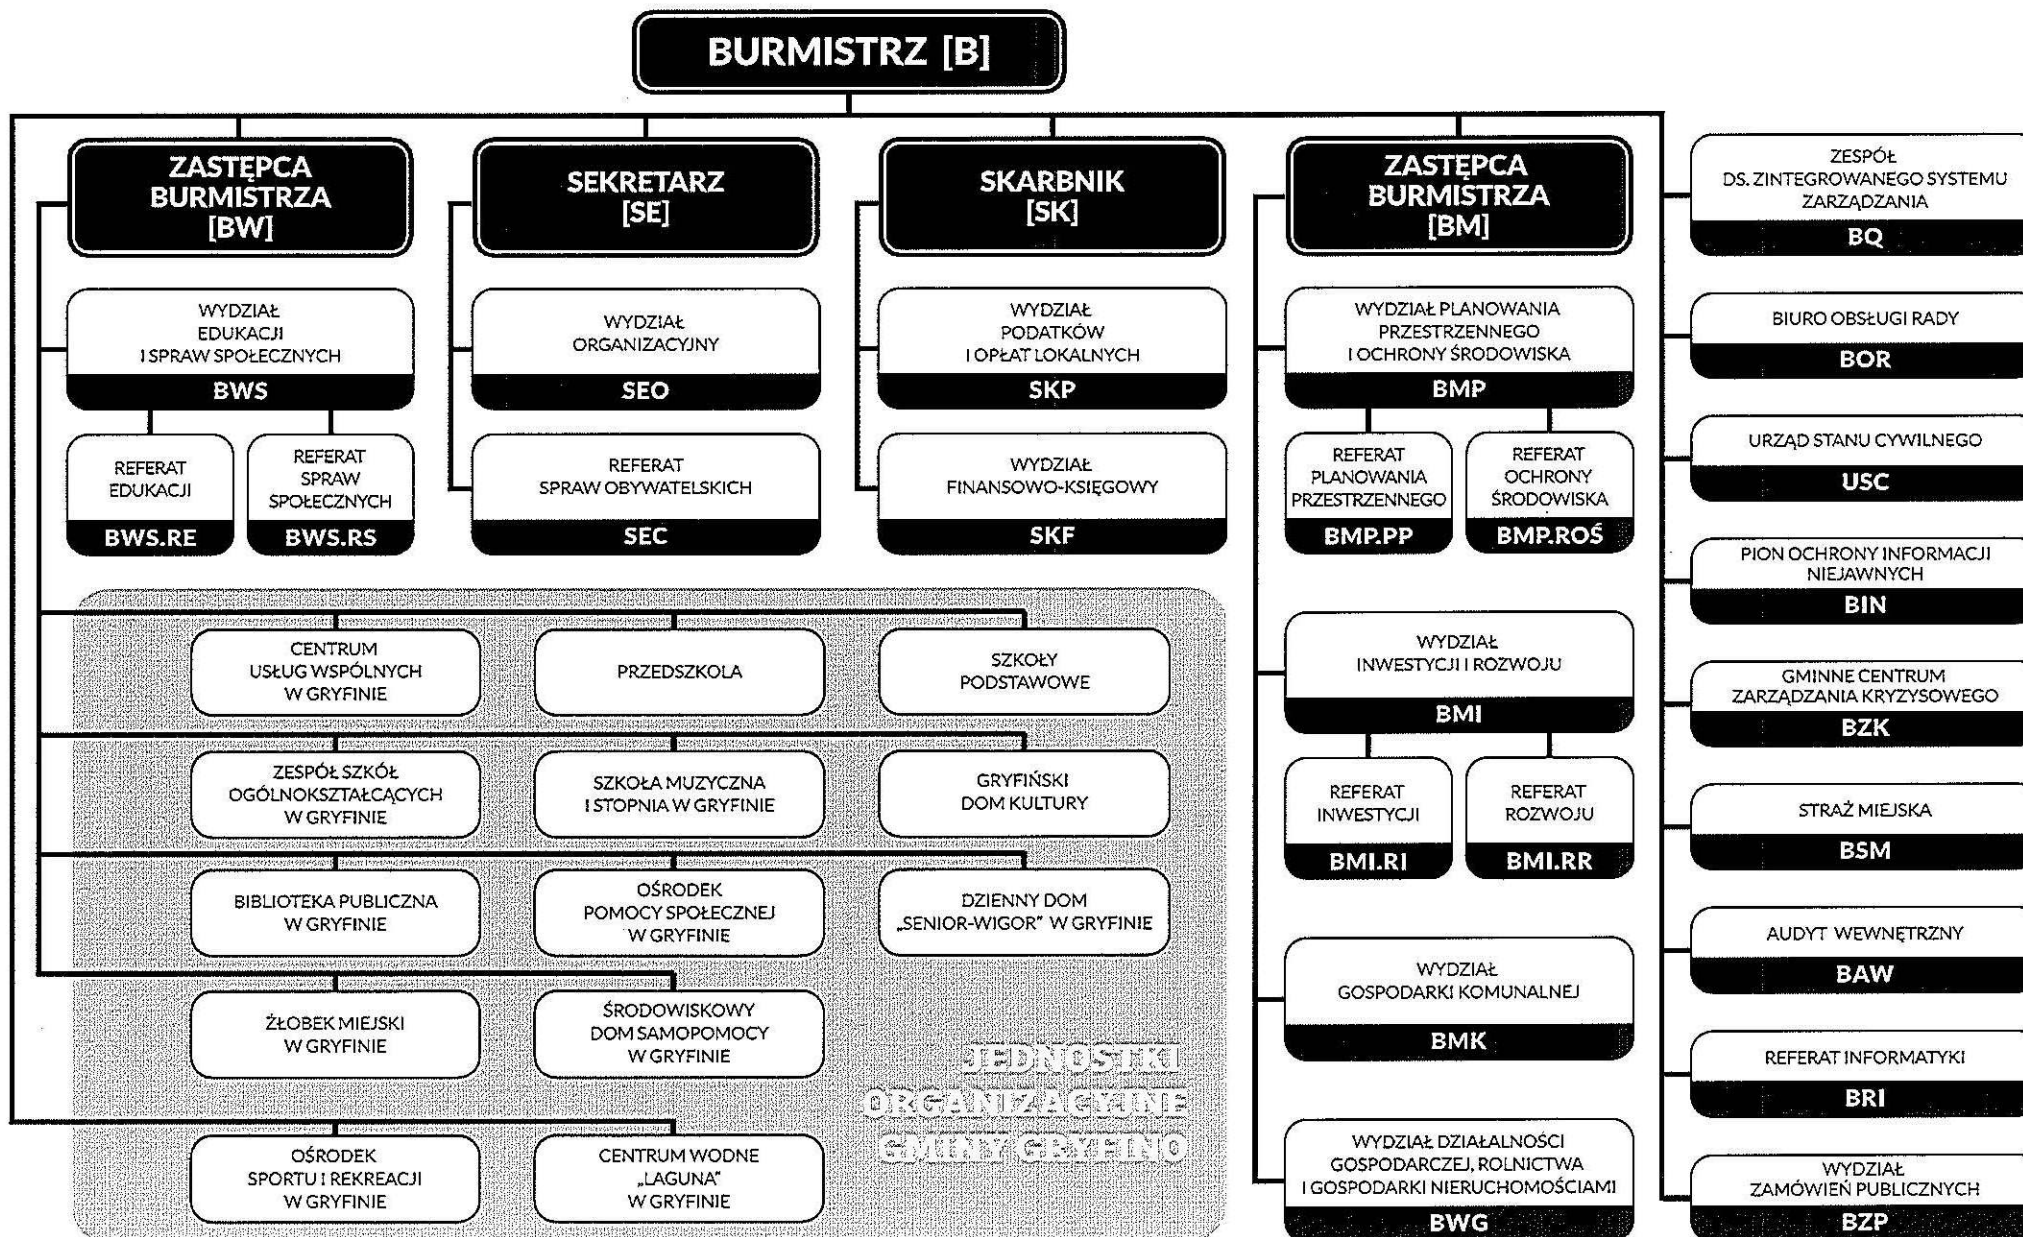 BURMISTRZ [B]
ZASTĘPCA
BURMISTRZA
[BW]
SEKRETARZ
[SE]
SKARBNIK
[SK]
ZASTĘPCA
BURMISTRZA
[BM]
ZESPÓŁ
DS. ZINTEGROWANEGO SYSTEMU
ZARZĄDZANIA
BQ
WYDZIAŁ
EDUKACJI
I SPRAW SPOŁECZNYCH
BWS
WYDZIAŁ
ORGANIZACYJNY
SEO
WYDZIAŁ
PODATKÓW
I OPŁAT LOKALNYCH
SKP
WYDZIAŁ PLANOWANIA
PRZESTRZENNEGO
I OCHRONY ŚRODOWISKA
BMP
BIURO OBSŁUGI RADY
BOR
REFERAT
EDUKACJI
BWS.RE
REFERAT
SPRAW
SPOŁECZNYCH
BWS.RS
REFERAT
SPRAW OBYWATELSKICH
SEC
WYDZIAŁ
FINANSOWO-KSIĘGOWY
SKF
REFERAT
PLANOWANIA
PRZESTRZENNEGO
BMP.PP
REFERAT
OCHRONY
ŚRODOWISKA
BMP.ROŚ
URZĄD STANU CYWILNEGO
USC
PION OCHRONY INFORMACJI
NIEJAWNYCH
BIN
CENTRUM
USŁUG WSPÓLNYCH
W GRYFINIE
PRZEDSZKOLA
SZKOŁY
PODSTAWOWE
WYDZIAŁ
INWESTYCJI I ROZWOJU
BMI
GMINNE CENTRUM
ZARZĄDZANIA KRYZYSOWEGO
BZK
ZESPÓŁ SZKÓŁ
OGÓLNOKSZTAŁCĄCYCH
W GRYFINIE
SZKOŁA MUZYCZNA
I STOPNIA W GRYFINIE
GRYFIŃSKI
DOM KULTURY
REFERAT
INWESTYCJI
BMI.RI
REFERAT
ROZWOJU
BMI.RR
STRAŻ MIEJSKA
BSM
BIBLIOTEKA PUBLICZNA
W GRYFINIE
OŚRODEK
POMOCY SPOŁECZNEJ
W GRYFINIE
DZIENNY DOM
„SENIOR-WIGOR” W GRYFINIE
WYDZIAŁ
GOSPODARKI KOMUNALNEJ
BMK
AUDYT WEWNĘTRZNY
BAW
ŻŁOBEK MIEJSKI
W GRYFINIE
ŚRODOWISKOWY
DOM SAMOPOMOCY
W GRYFINIE
JEDNOSTKI
ORGANIZACYJNE
GMINY GRYFINO
REFERAT INFORMATYKI
BRI
OŚRODEK
SPORTU I REKREACJI
W GRYFINIE
CENTRUM WODNE
„LAGUNA”
W GRYFINIE
WYDZIAŁ DZIAŁALNOŚCI
GOSPODARCZEJ, ROLNICTWA
I GOSPODARKI NIERUCHOMOŚCIAMI
BWG
WYDZIAŁ
ZAMÓWIEŃ PUBLICZNYCH
BZP